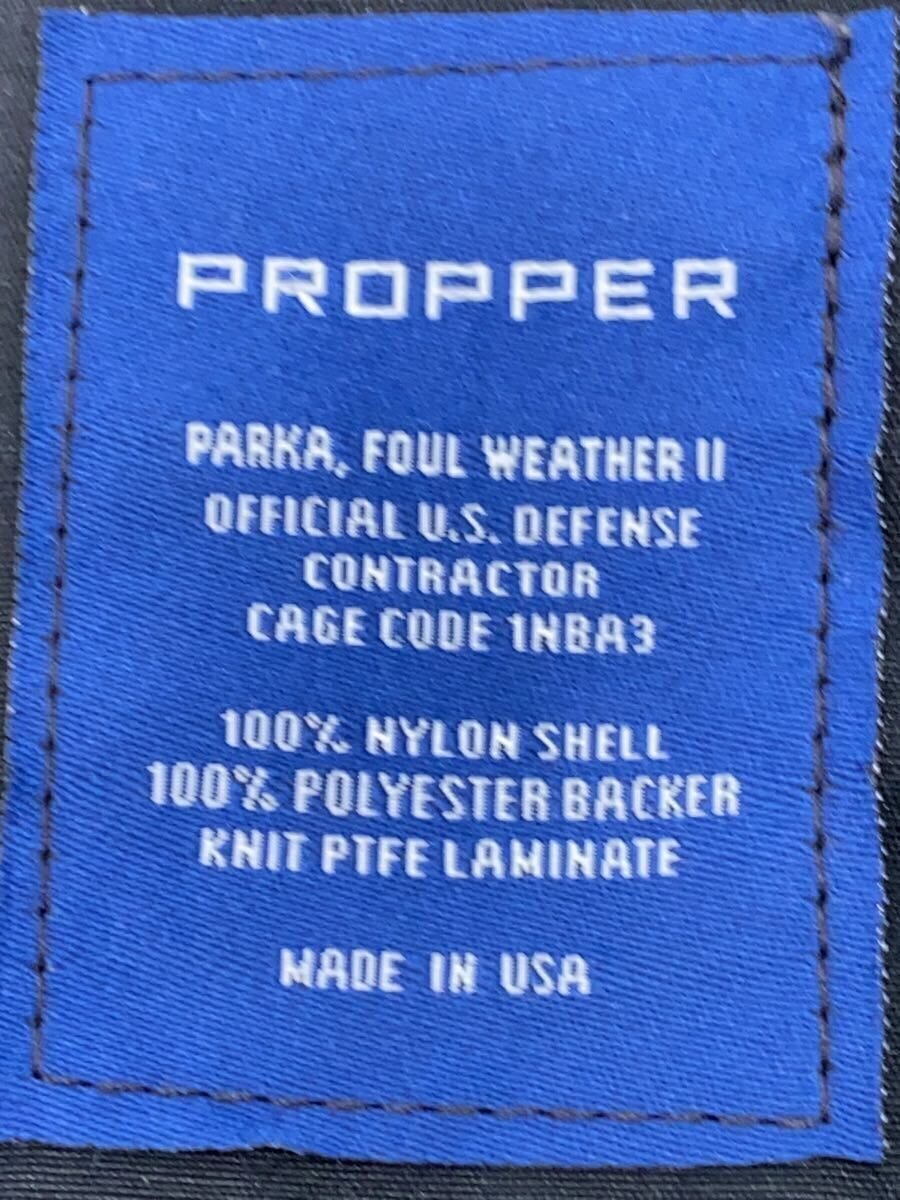 PROPPER
PARKA, FOUL WEATHER II
OFFICIAL U.S. DEFENSE
CONTRACTOR
CAGE CODE 1NBA3
100% NYLON SHELL
100% POLYESTER BACKER
KNIT PTFE LAMINATE
MADE IN USA